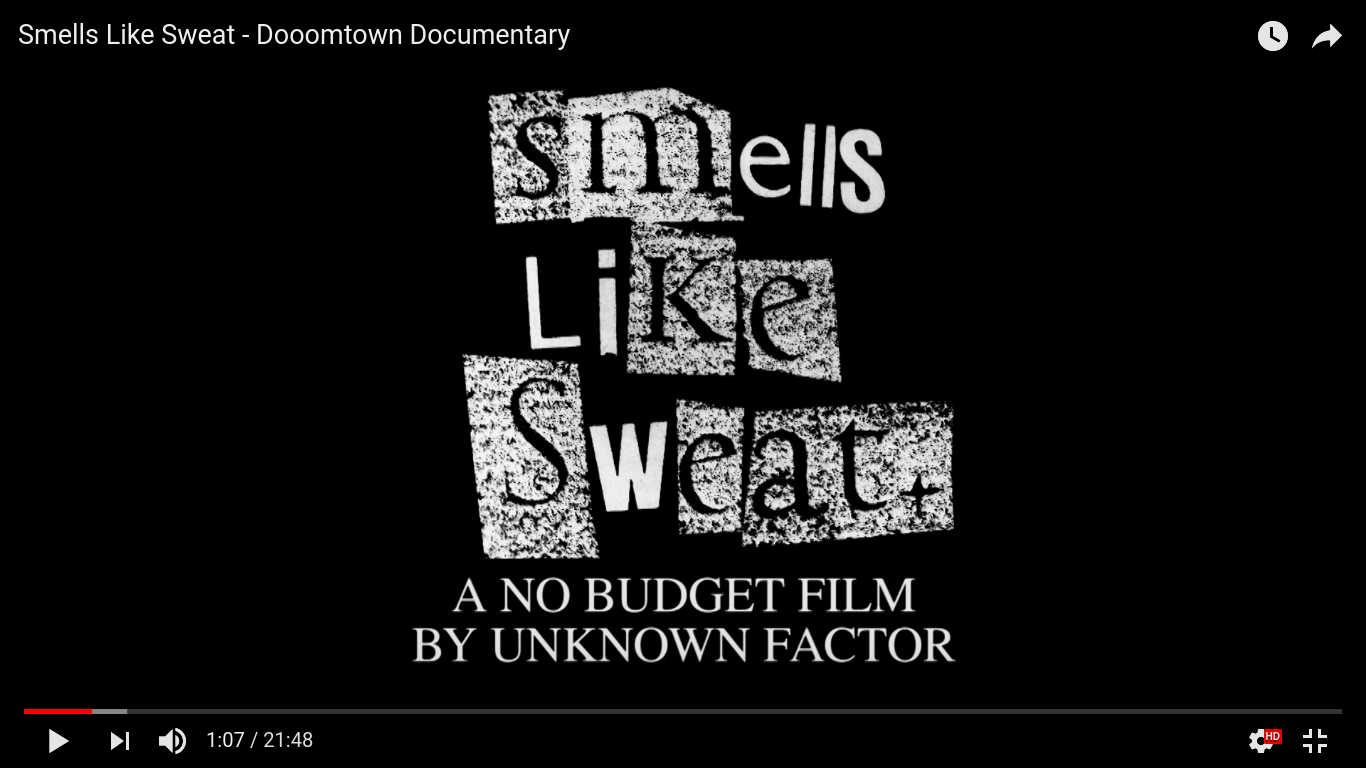 Smells Like Sweat - Dooomtown Documentary
smells
Like
Sweat.
A NO BUDGET FILM
BY UNKNOWN FACTOR
1:07 / 21:48
HD